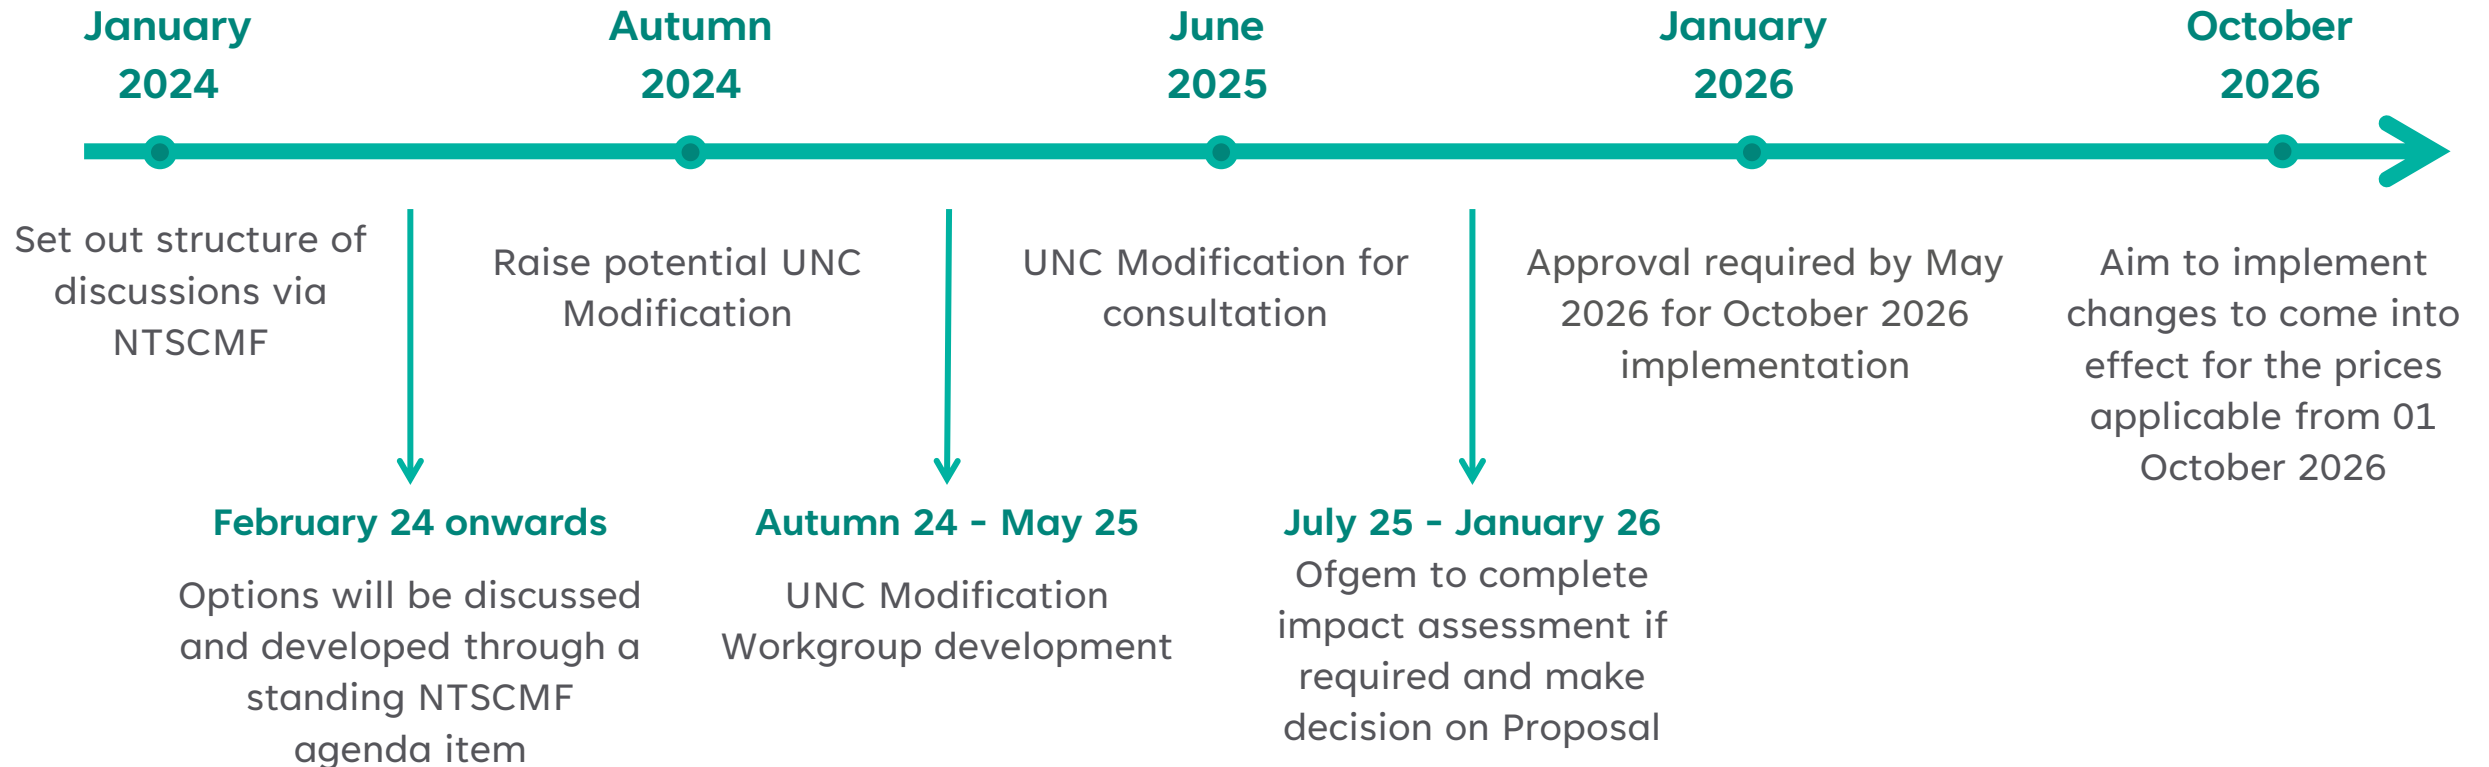 January
2024
Autumn
2024
June
2025
January
2026
October
2026
Set out structure of
discussions via
NTSCMF
Raise potential UNC
Modification
UNC Modification for
consultation
Approval required by May
2026 for October 2026
implementation
Aim to implement
changes to come into
effect for the prices
applicable from 01
October 2026
February 24 onwards
Options will be discussed
and developed through a
standing NTSCMF
agenda item
Autumn 24 - May 25
UNC Modification
Workgroup development
July 25 - January 26
Ofgem to complete
impact assessment if
required and make
decision on Proposal